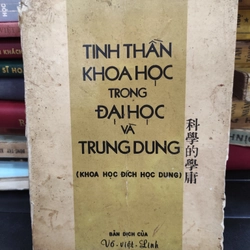 TINH THẦN
KHOA HỌC
TRONG
ĐẠI HỌC
VÀ
TRUNG DUNG
(KHOA HỌC ĐÍCH HỌC DUNG)
科學的學庸
BẢN DỊCH CỦA
Võ-Việt-Linh